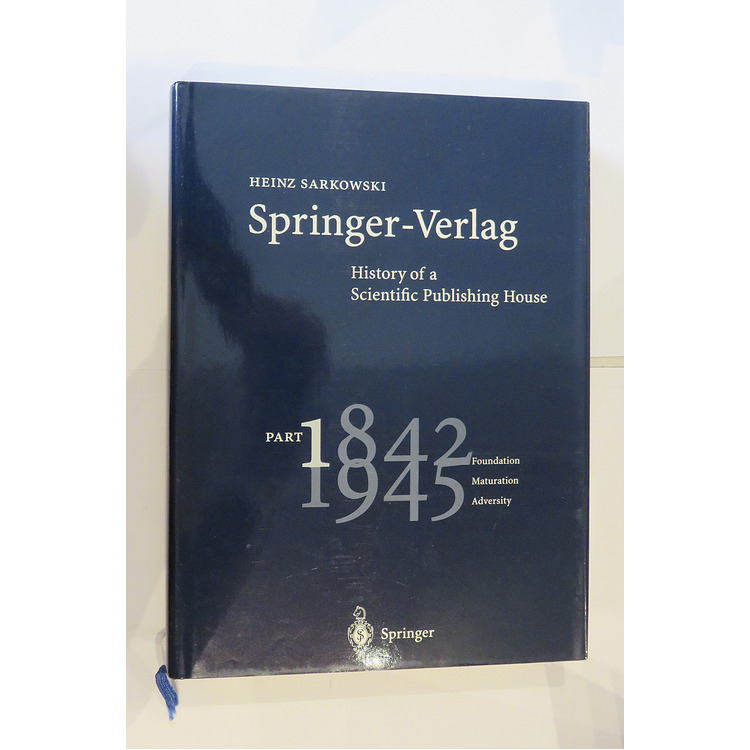 HEINZ SARKOWSKI
Springer-Verlag
History of a
Scientific Publishing House
PART 1842
1945
Foundation
Maturation
Adversity
Springer